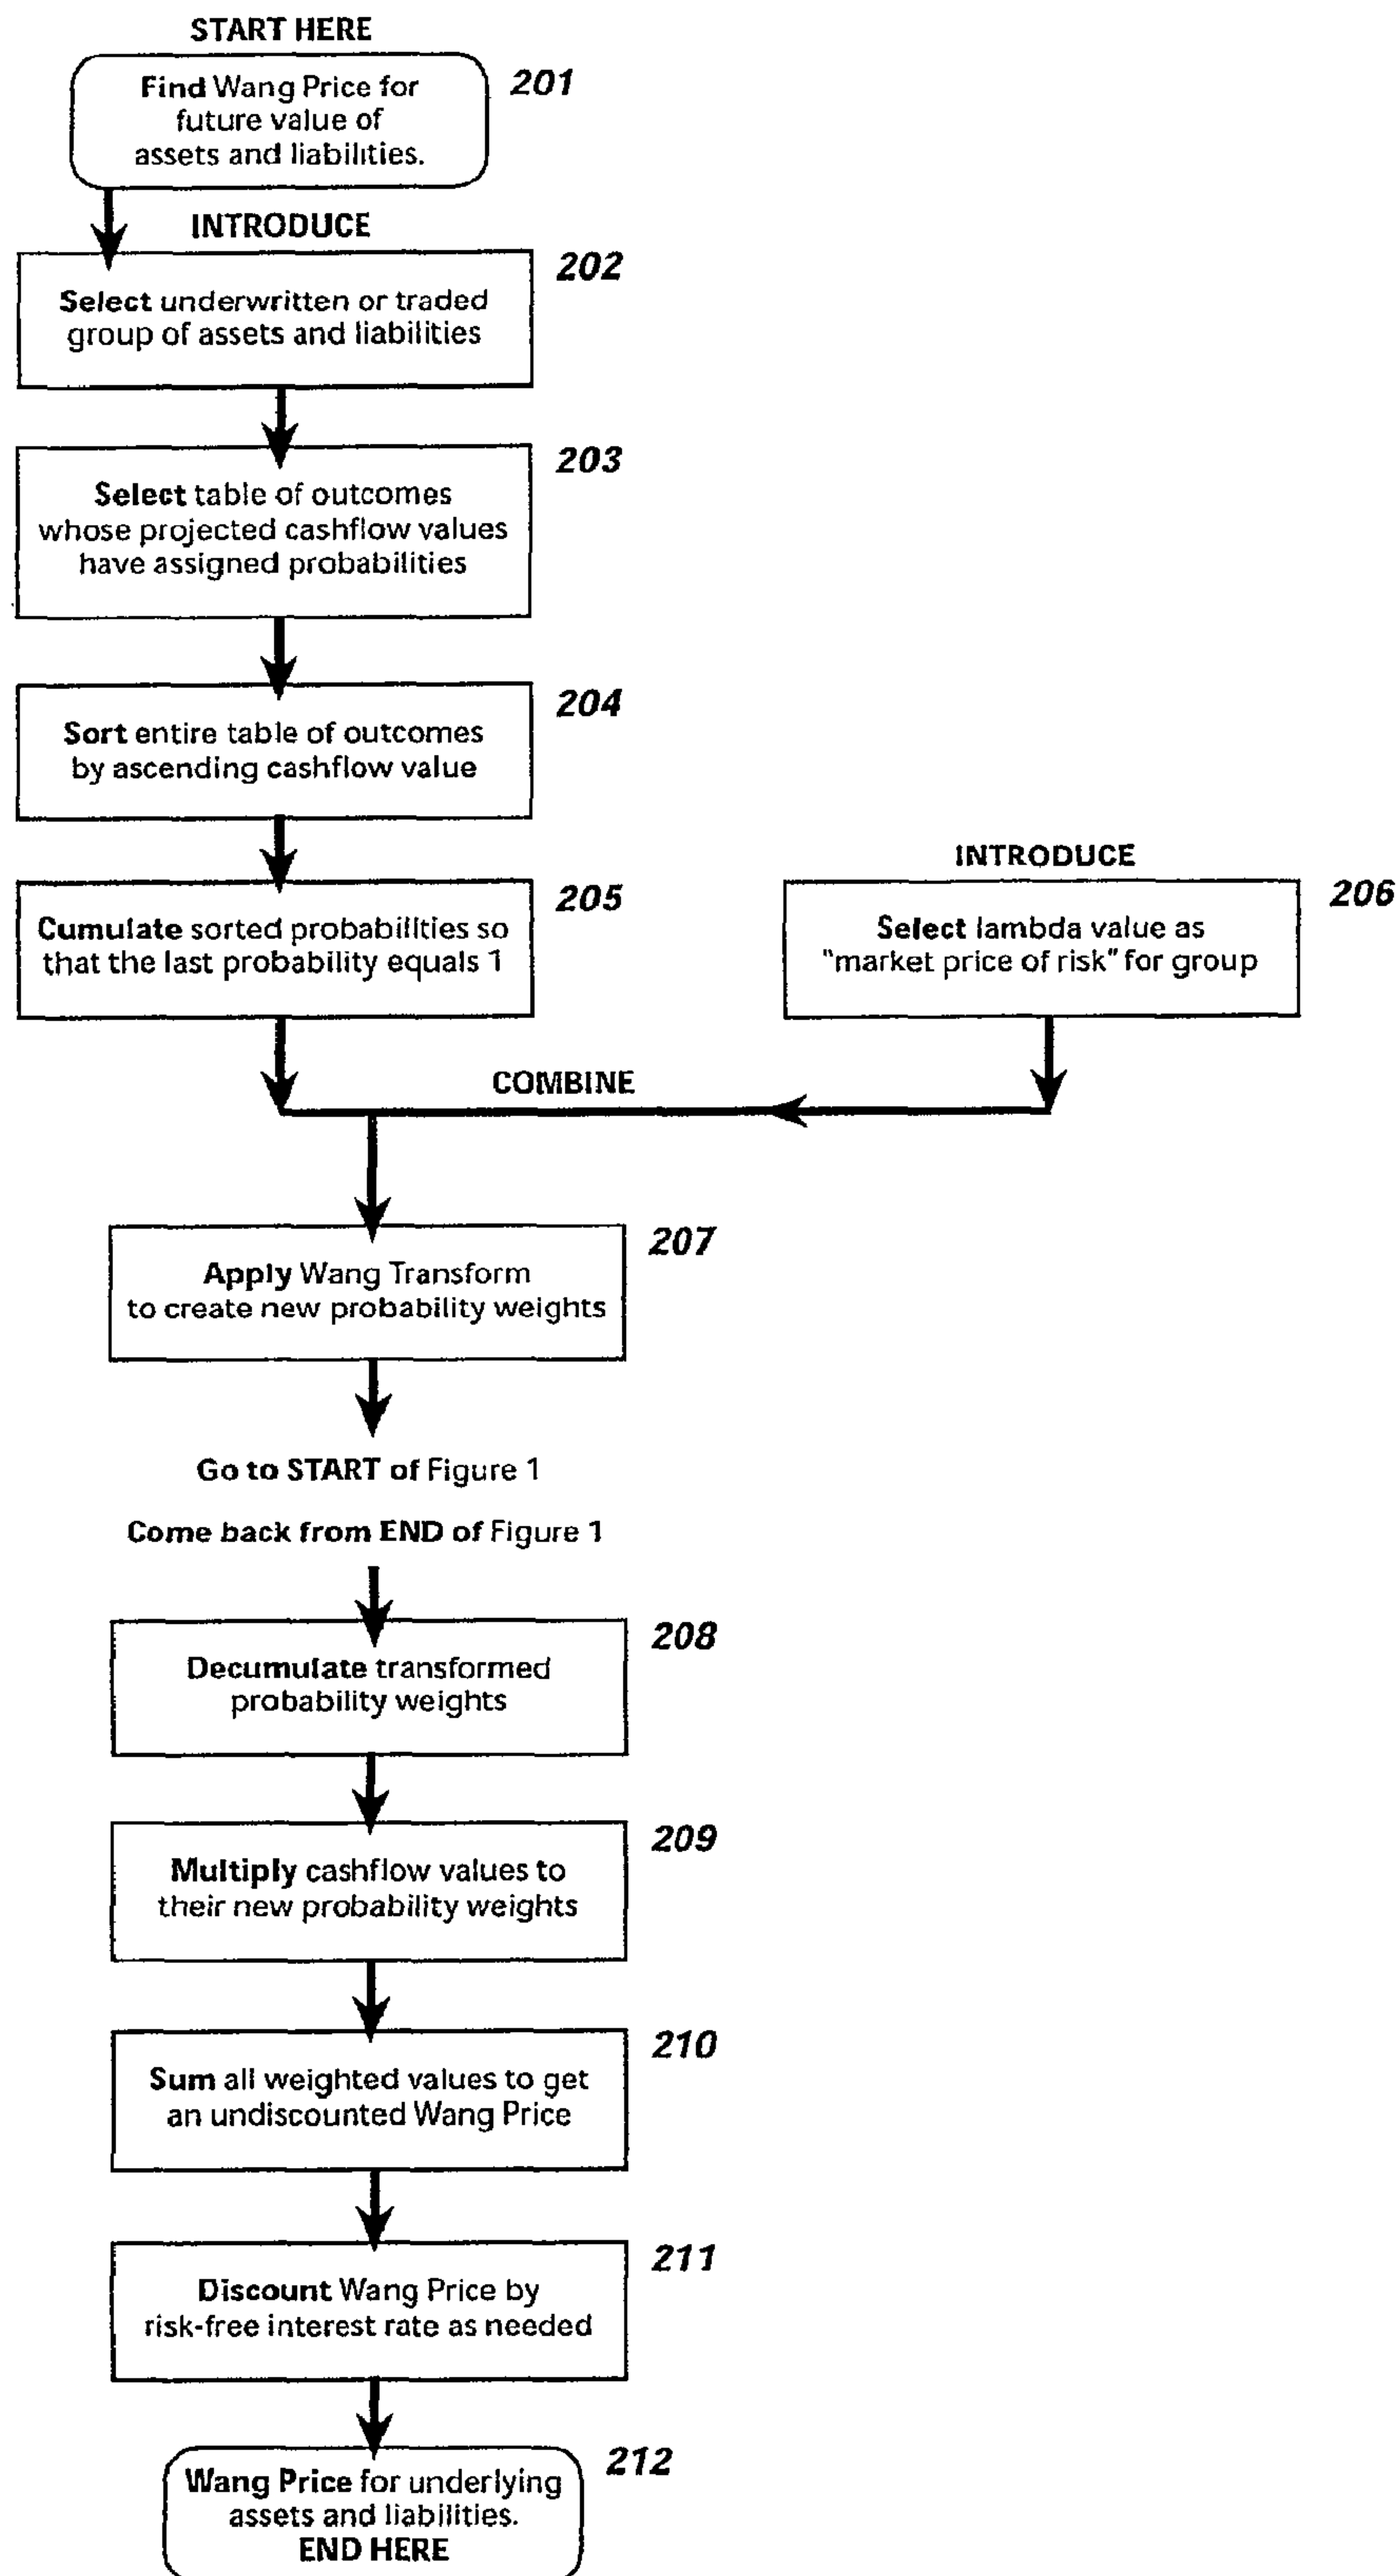 START HERE
Find Wang Price for
future value of
assets and liabilities.
201
INTRODUCE
202
Select underwritten or traded
group of assets and liabilities
203
Select table of outcomes
whose projected cashflow values
have assigned probabilities
204
Sort entire table of outcomes
by ascending cashflow value
205
Cumulate sorted probabilities so
that the last probability equals 1
INTRODUCE
206
Select lambda value as
"market price of risk" for group
COMBINE
207
Apply Wang Transform
to create new probability weights
Go to START of Figure 1
Come back from END of Figure 1
208
Decumulate transformed
probability weights
209
Multiply cashflow values to
their new probability weights
210
Sum all weighted values to get
an undiscounted Wang Price
211
Discount Wang Price by
risk-free interest rate as needed
212
Wang Price for underlying
assets and liabilities.
END HERE